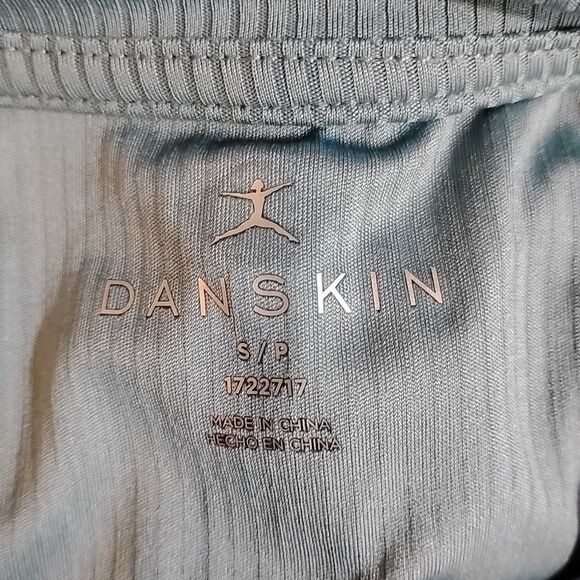 DANSKIN
S / P
1722717
MADE IN CHINA
HECHO EN CHINA